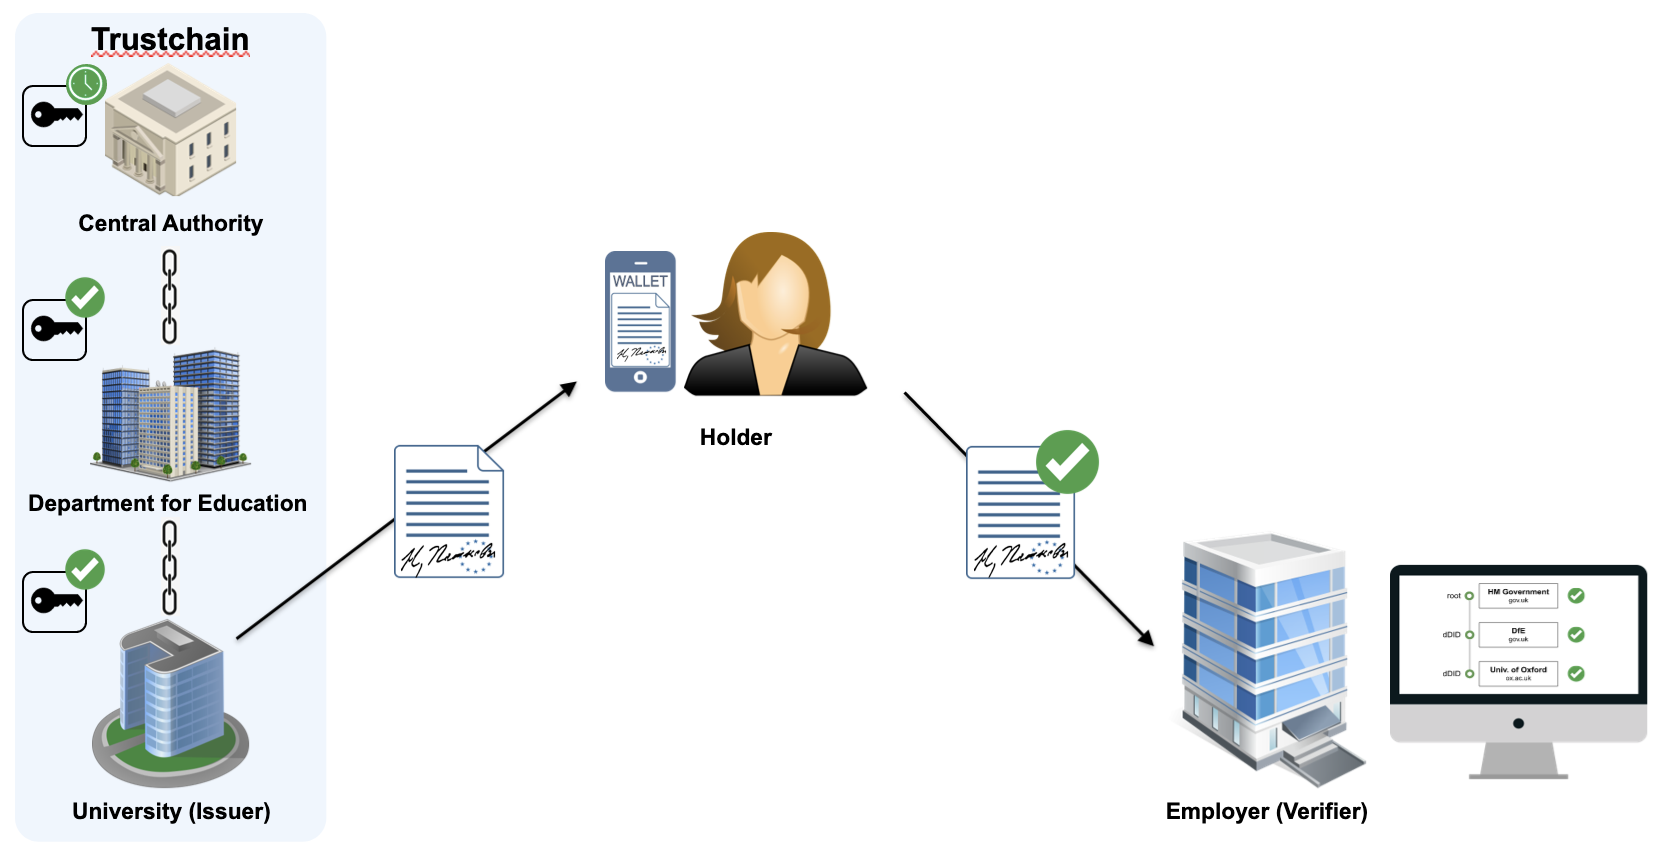 Trustchain
Central Authority
Department for Education
University (Issuer)
WALLET
Holder
Employer (Verifier)
root
HM Government
gov.uk
dDID
DfE
gov.uk
dDID
Univ. of Oxford
ox.ac.uk